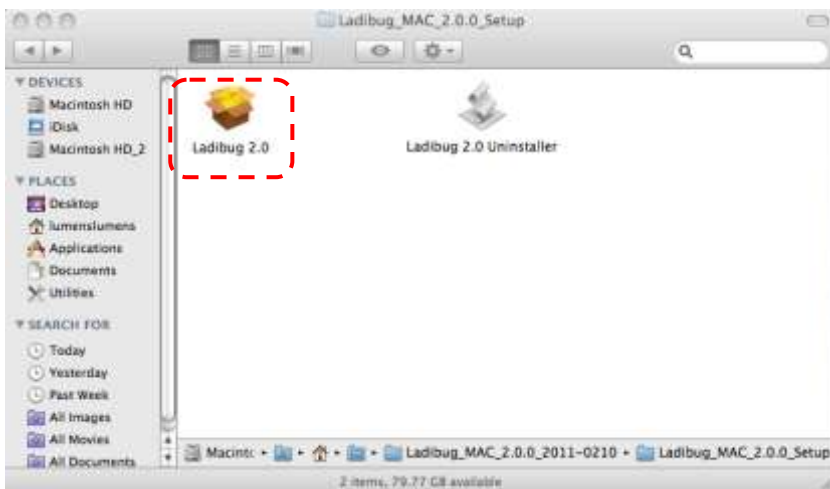 Ladibug_MAC_2.0.0_Setup
DEVICES
Macintosh HD
iDisk
Macintosh HD_2
PLACES
Desktop
lumenslumens
Applications
Documents
Utilities
SEARCH FOR
Today
Yesterday
Past Week
All Images
All Movies
All Documents
Ladibug 2.0
Ladibug 2.0 Uninstaller
Macintc Ladibug_MAC_2.0.0_2011-0210 Ladibug_MAC_2.0.0_Setup
2 items, 79.77 GB available